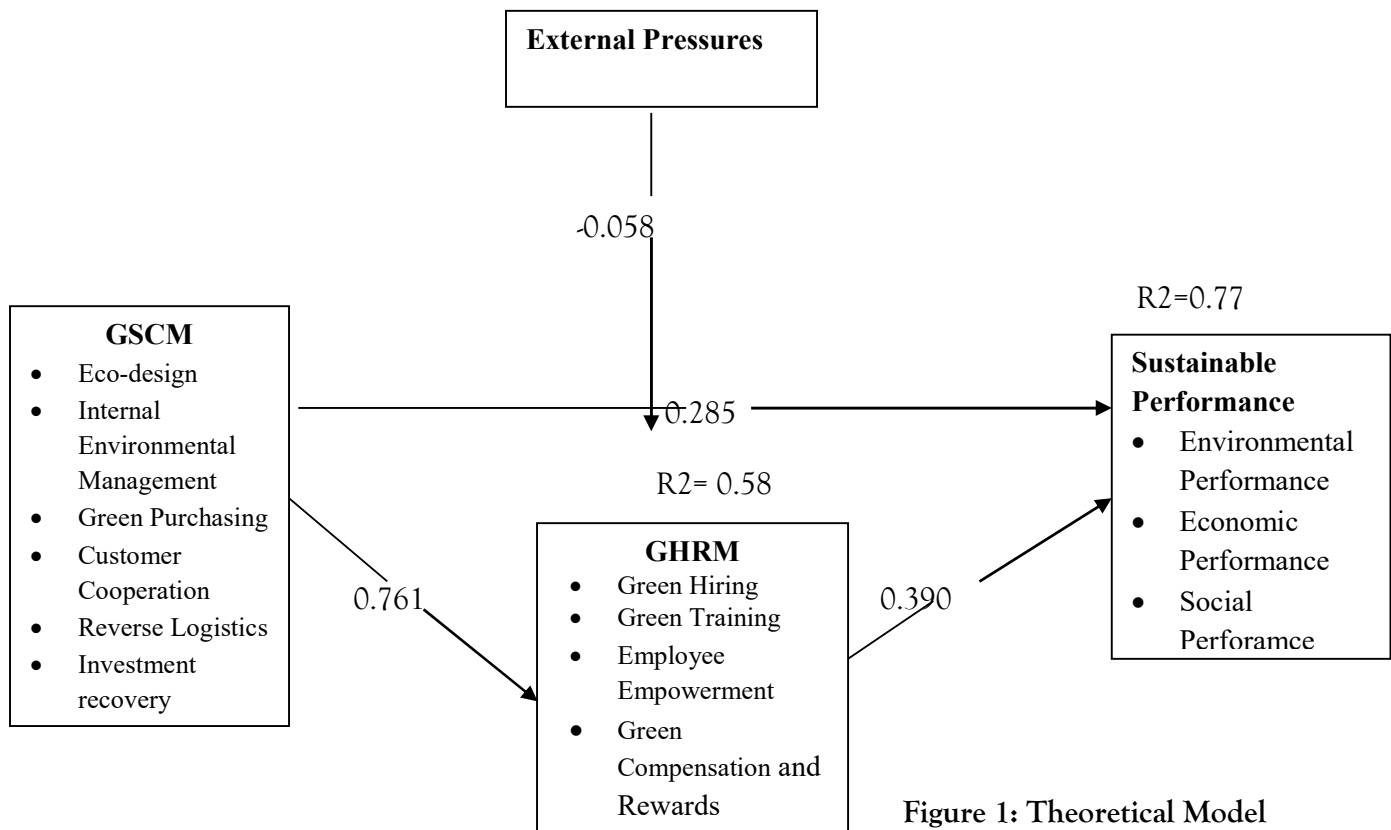 External Pressures
-0.058
R2=0.77
GSCM
• Eco-design
• Internal
Environmental
Management
• Green Purchasing
• Customer
Cooperation
• Reverse Logistics
• Investment
recovery
0.285
Sustainable
Performance
• Environmental
Performance
• Economic
Performance
• Social
Perforamce
R2= 0.58
0.761
GHRM
• Green Hiring
• Green Training
• Employee
Empowerment
• Green
Compensation and
Rewards
0.390
Figure 1: Theoretical Model